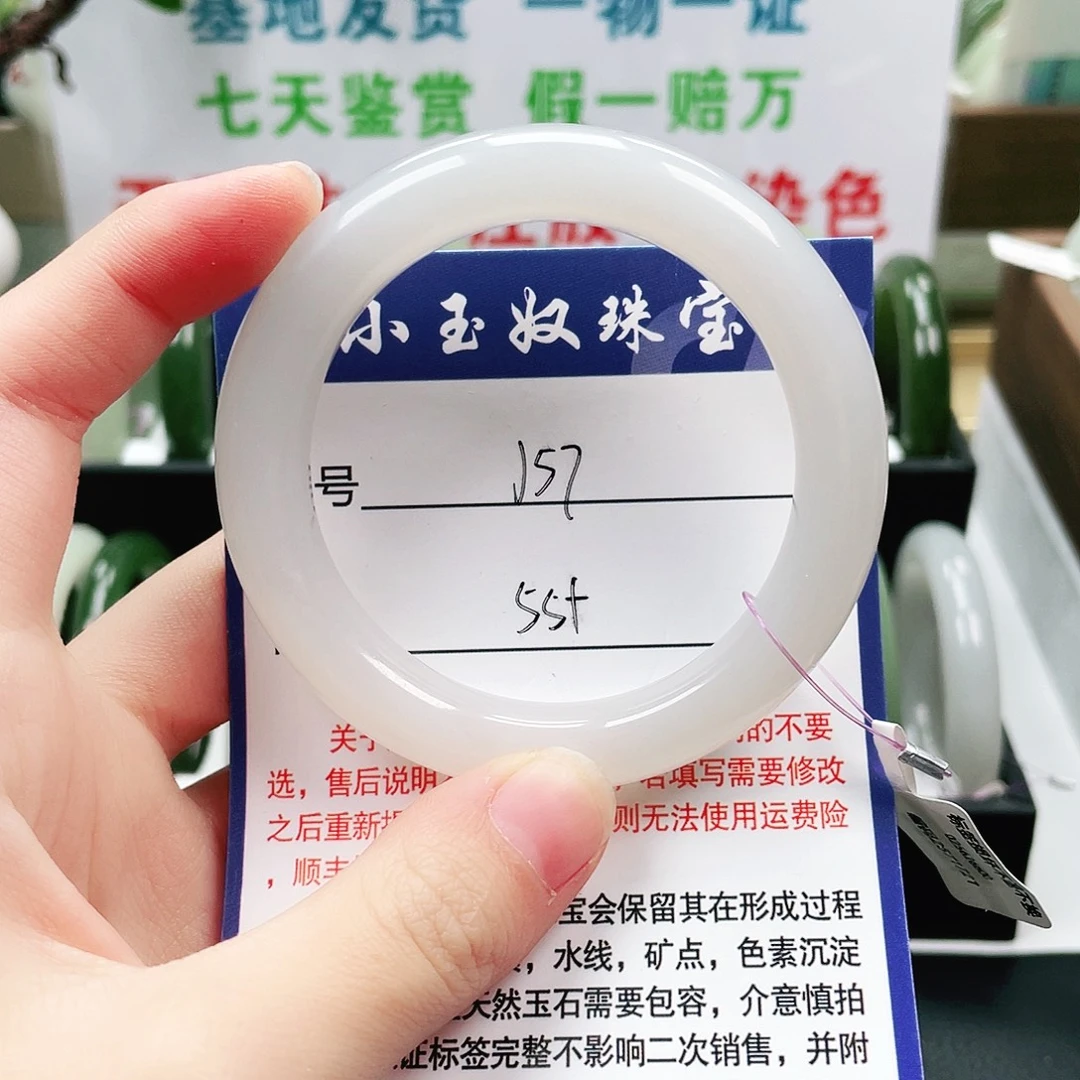 基地发货 一物一证
七天鉴赏 假一赔万
染色
小玉奴珠宝
号 157
55+
关于 的不要
选，售后说明 名填写需要修改
之后重新 则无法使用运费险
，顺丰
宝会保留其在形成过程
，水线，矿点，色素沉淀
天然玉石需要包容，介意慎拍
证标签完整不影响二次销售，并附